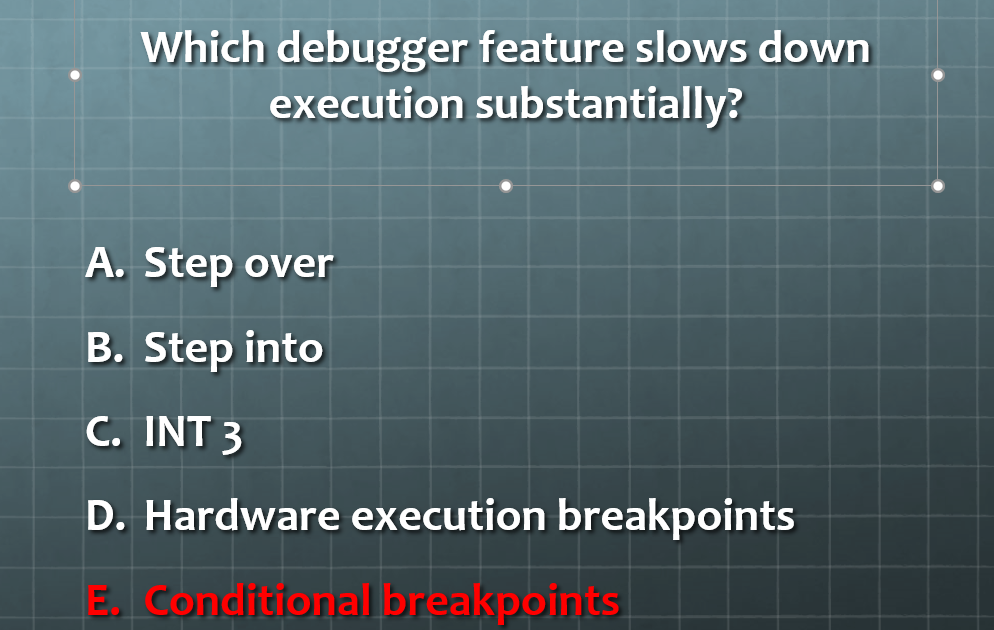 Which debugger feature slows down
execution substantially?
A. Step over
B. Step into
C. INT 3
D. Hardware execution breakpoints
E. Conditional breakpoints